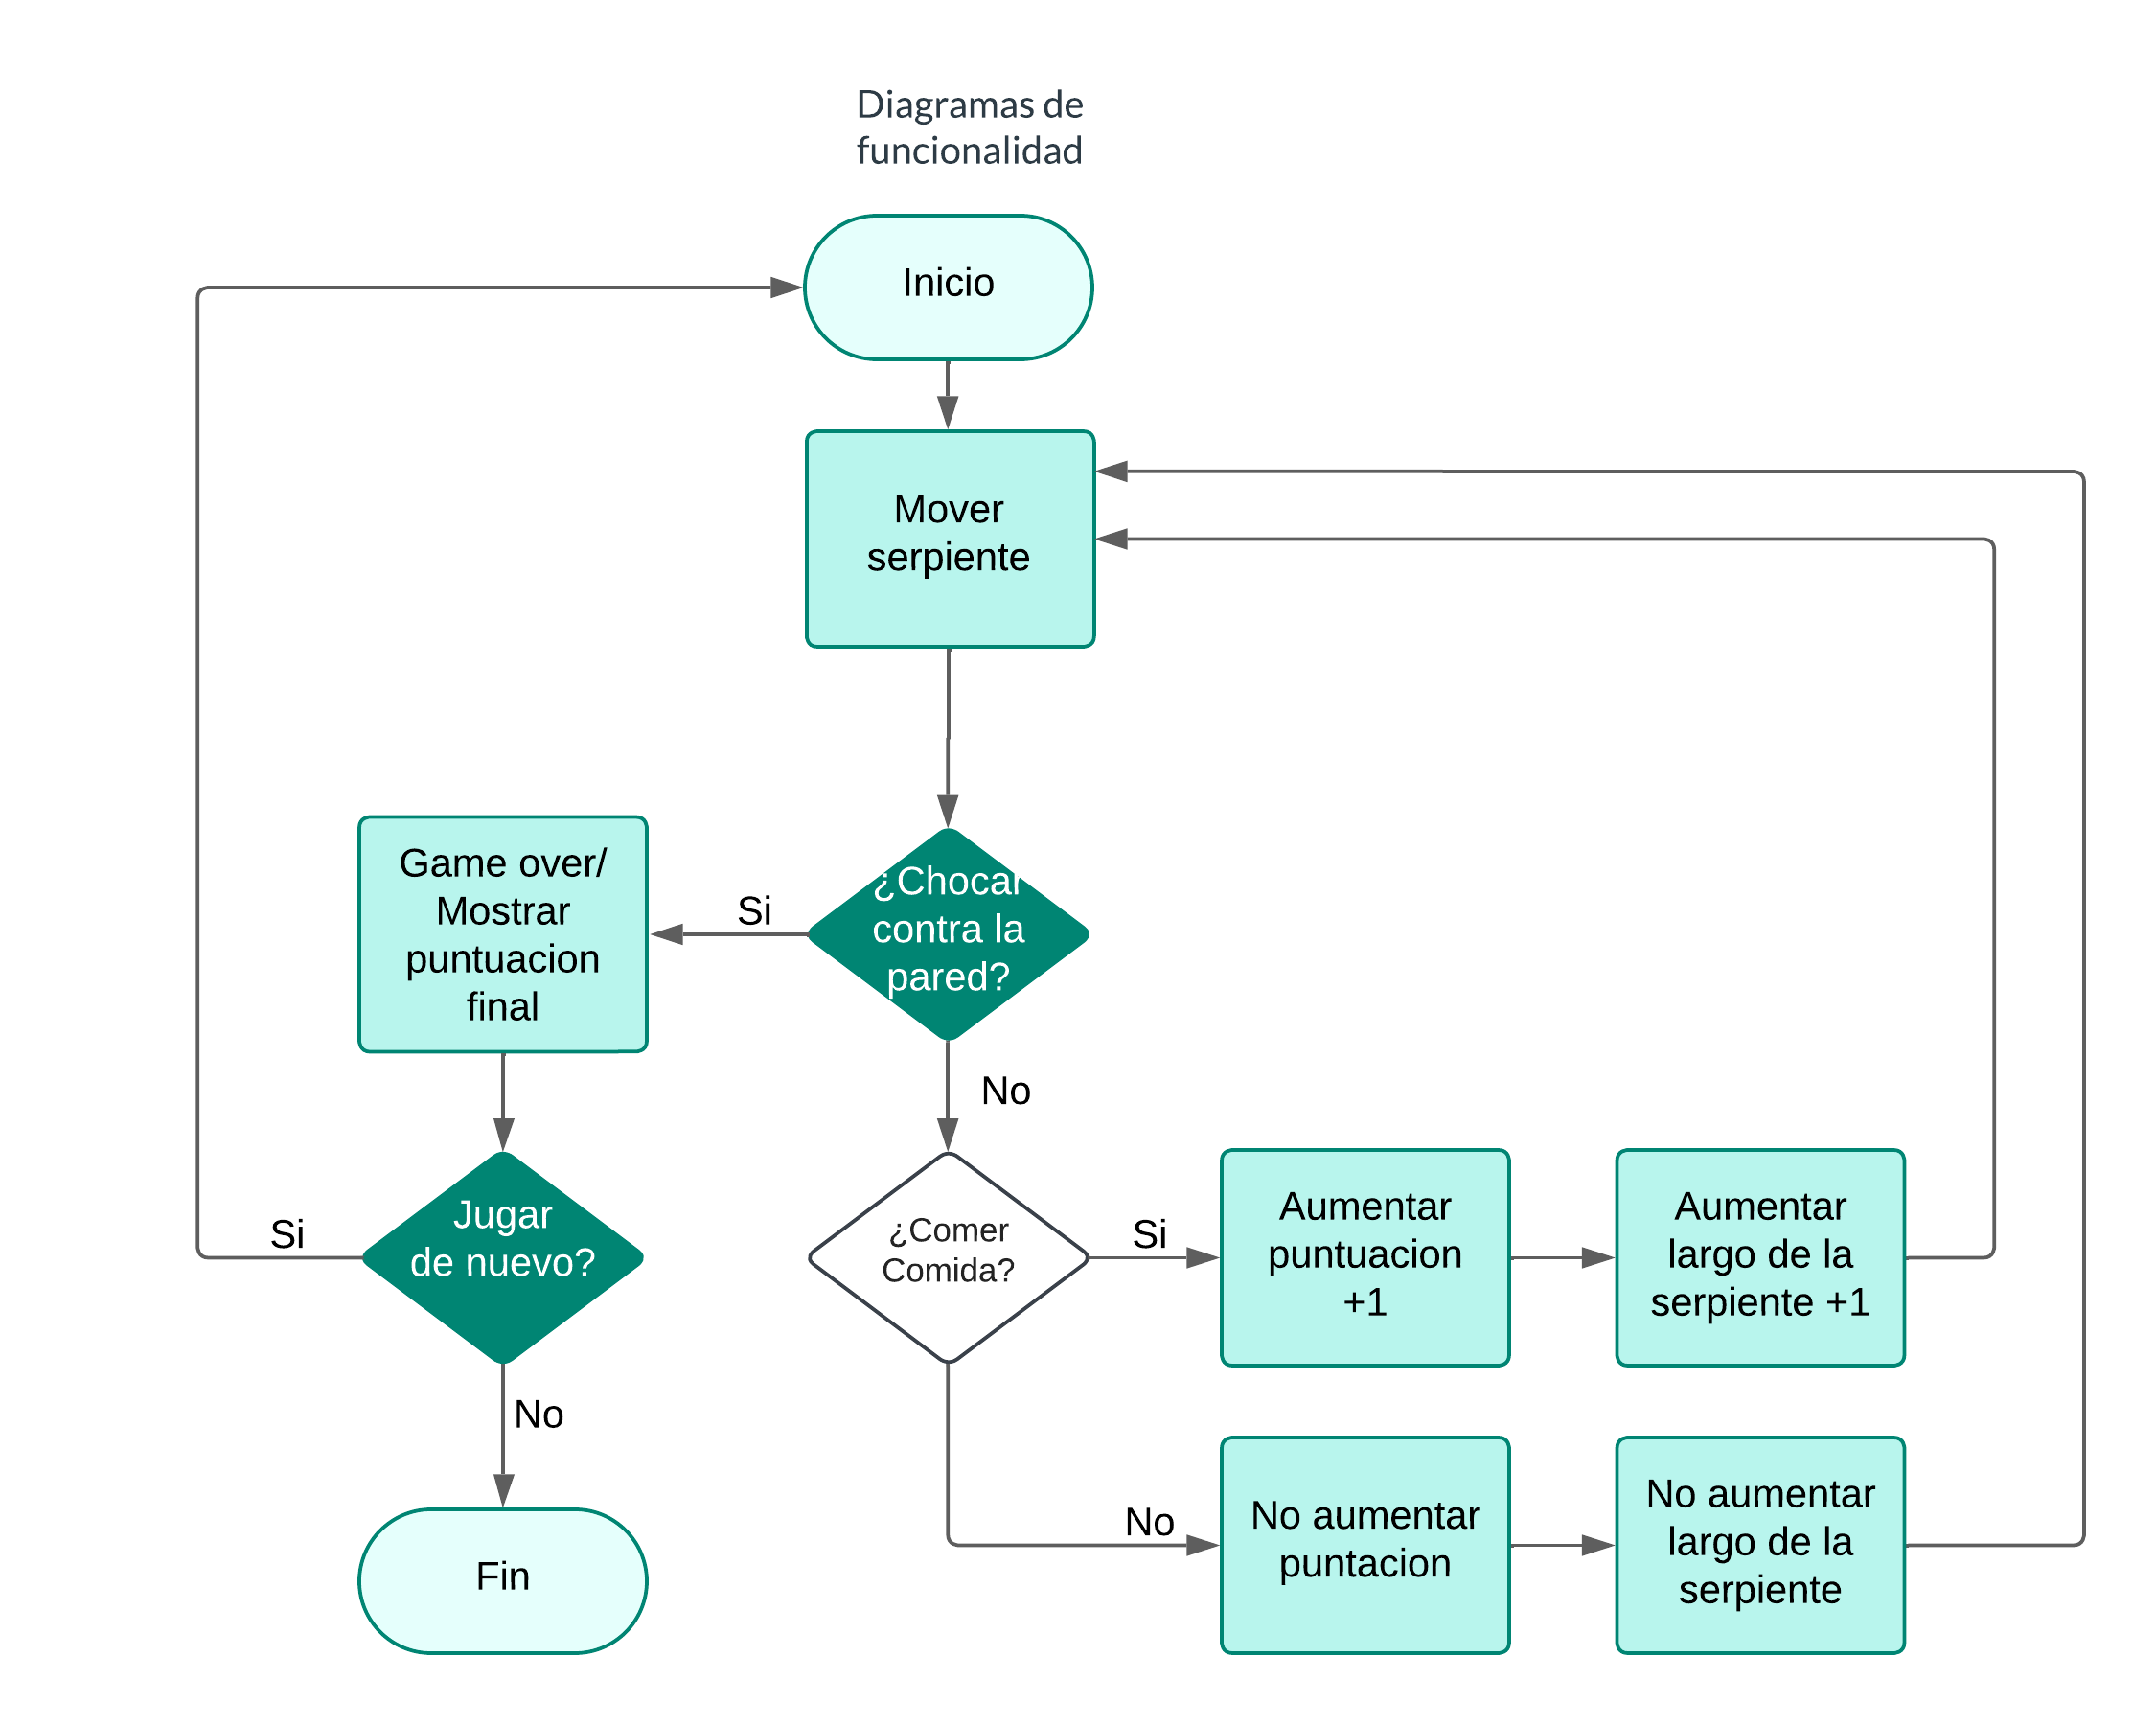 Diagramas de
funcionalidad
Inicio
Mover
serpiente
Game over/
Mostrar
puntuacion
final
Si
¿Chocar
contra la
pared?
No
Si
Jugar
de nuevo?
¿Comer
Comida?
Si
Aumentar
puntuacion
+1
Aumentar
largo de la
serpiente +1
No
Fin
No
No aumentar
puntacion
No aumentar
largo de la
serpiente